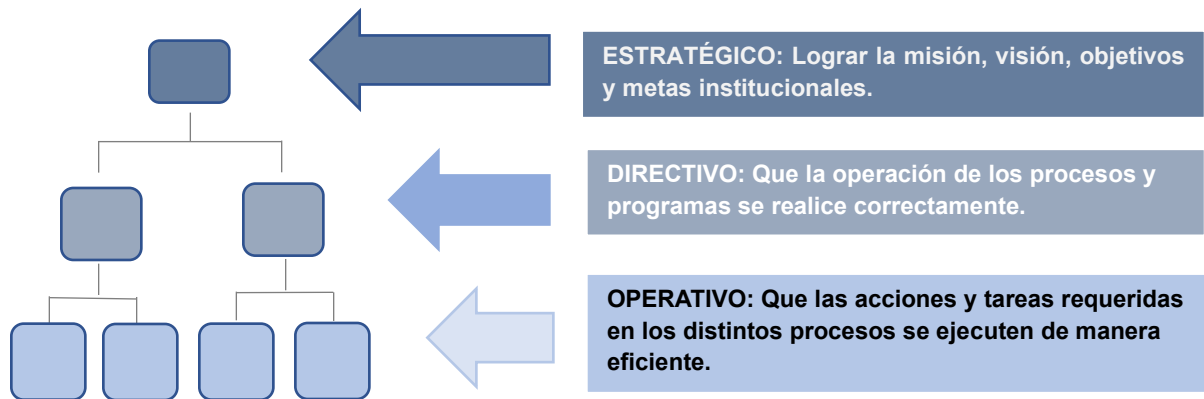 ESTRATÉGICO: Lograr la misión, visión, objetivos
y metas institucionales.
DIRECTIVO: Que la operación de los procesos y
programas se realice correctamente.
OPERATIVO: Que las acciones y tareas requeridas
en los distintos procesos se ejecuten de manera
eficiente.